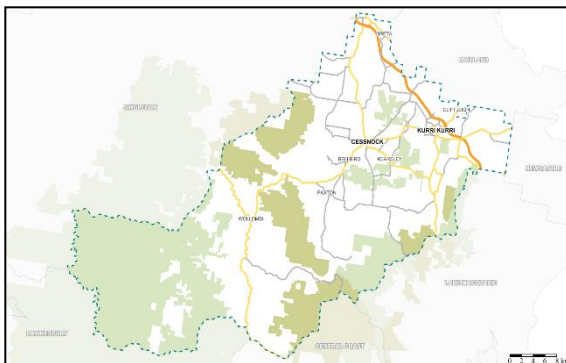 GRETA
MAITLAND
SINGLETON
CLIFTLEIGH
KURRI KURRI
CESSNOCK
BELLBIRD
KEARSLEY
NEWCASTLE
PAXTON
WOLLOMBI
LAKE MACQUARIE
HAWKESBURY
CENTRAL COAST
0 2 4 6 8 km